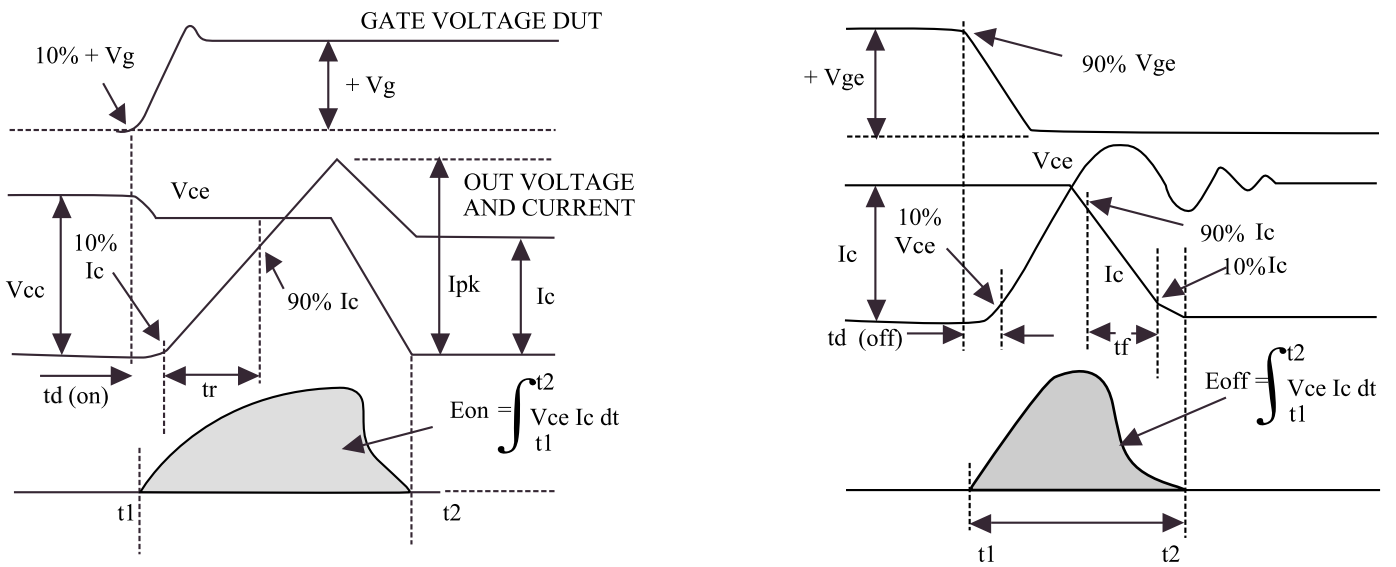 GATE VOLTAGE DUT
10% + Vg
+ Vg
Vce
OUT VOLTAGE
AND CURRENT
10%
Ic
Vcc
90% Ic
Ipk
Ic
td (on)
tr
Eon = ∫ t2
Vce Ic dt
t1
t1
t2
90% Vge
+ Vge
Vce
10%
Vce
90% Ic
Ic
Ic
10% Ic
td (off)
tf
Eoff = ∫ t2
Vce Ic dt
t1
t1
t2